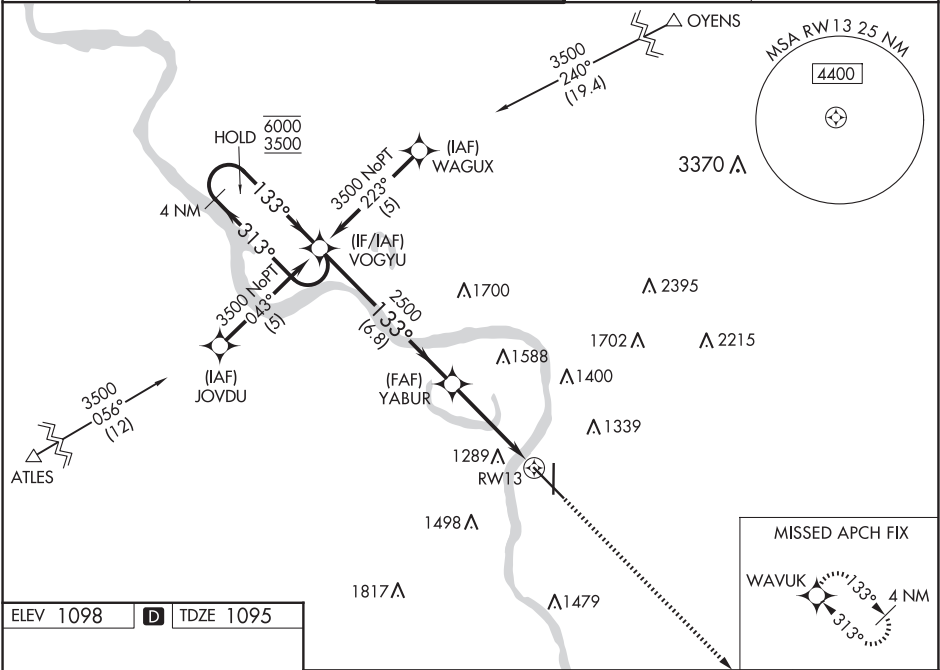 OYENS
3500
240°
(19.4)
MSA RW13 25 NM
4400
HOLD
6000
3500
(IAF)
WAGUX
3370
3500 NoPT
223°
(5)
133°
4 NM
313°
(IF/IAF)
VOGYU
3500 NoPT
043°
(5)
1700
2395
2500
133°
(6.8)
1702
2215
1588
(IAF)
JOVDU
(FAF)
YABUR
1400
3500
056°
(12)
1339
ATLES
1289
RW13
1498
MISSED APCH FIX
WAVUK
133°
4 NM
313°
1817
1479
ELEV 1098
D
TDZE 1095